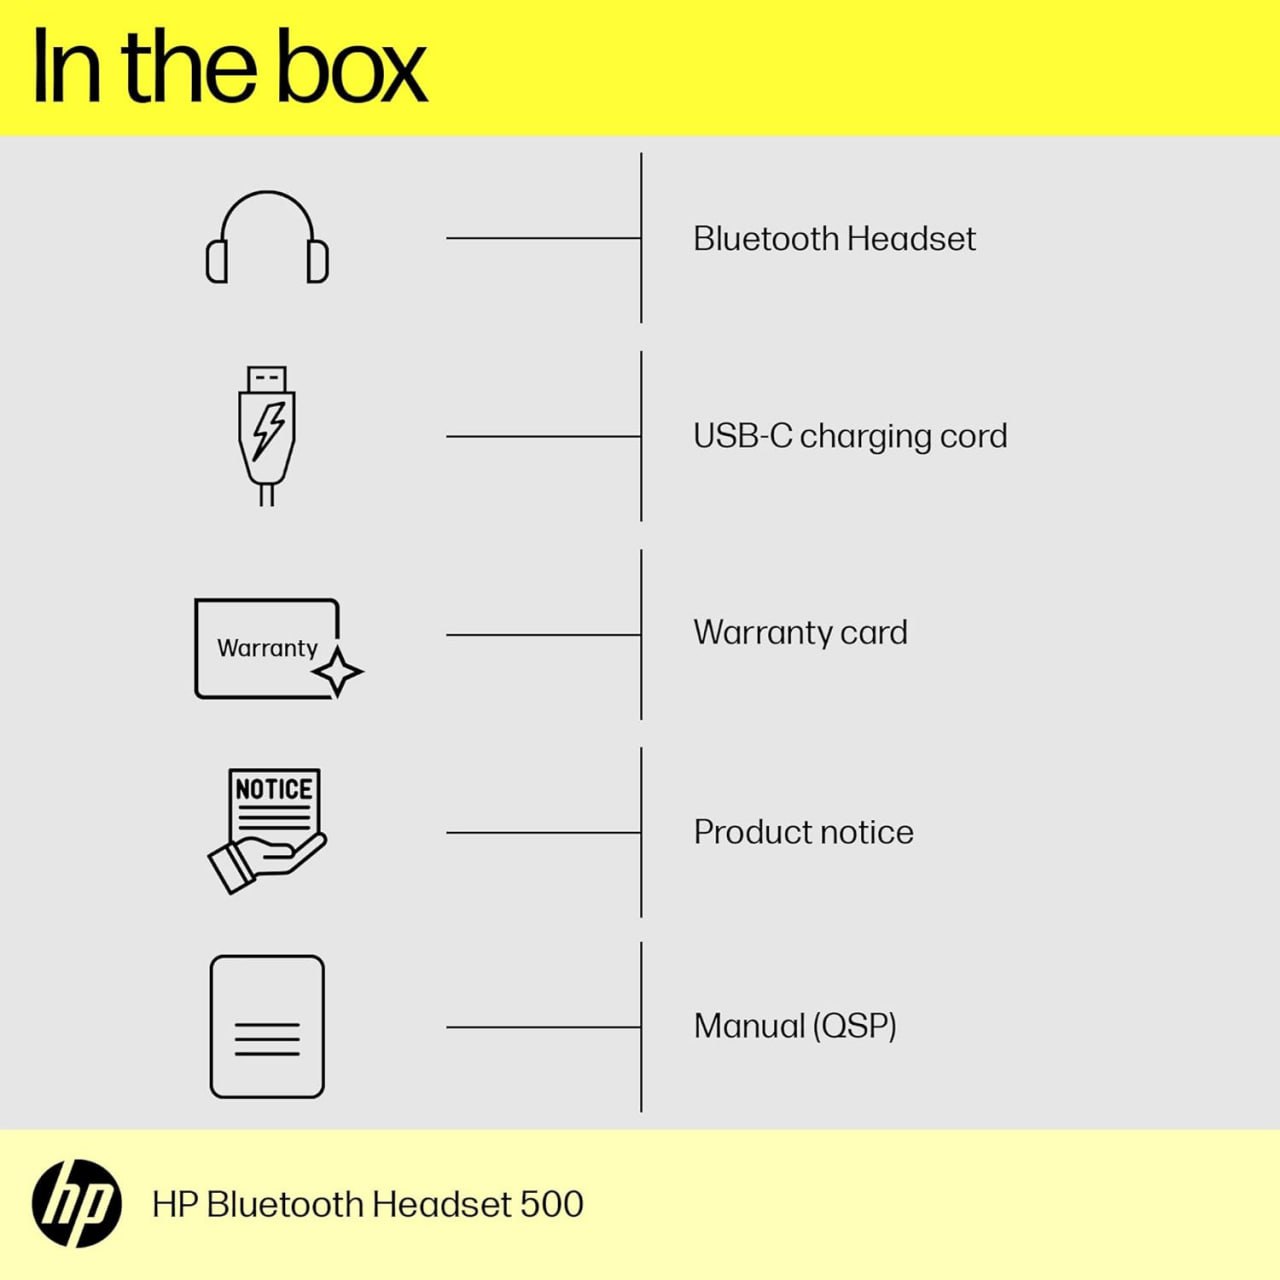 In the box
Bluetooth Headset
USB-C charging cord
Warranty
Warranty card
NOTICE
Product notice
Manual (QSP)
hp
HP Bluetooth Headset 500